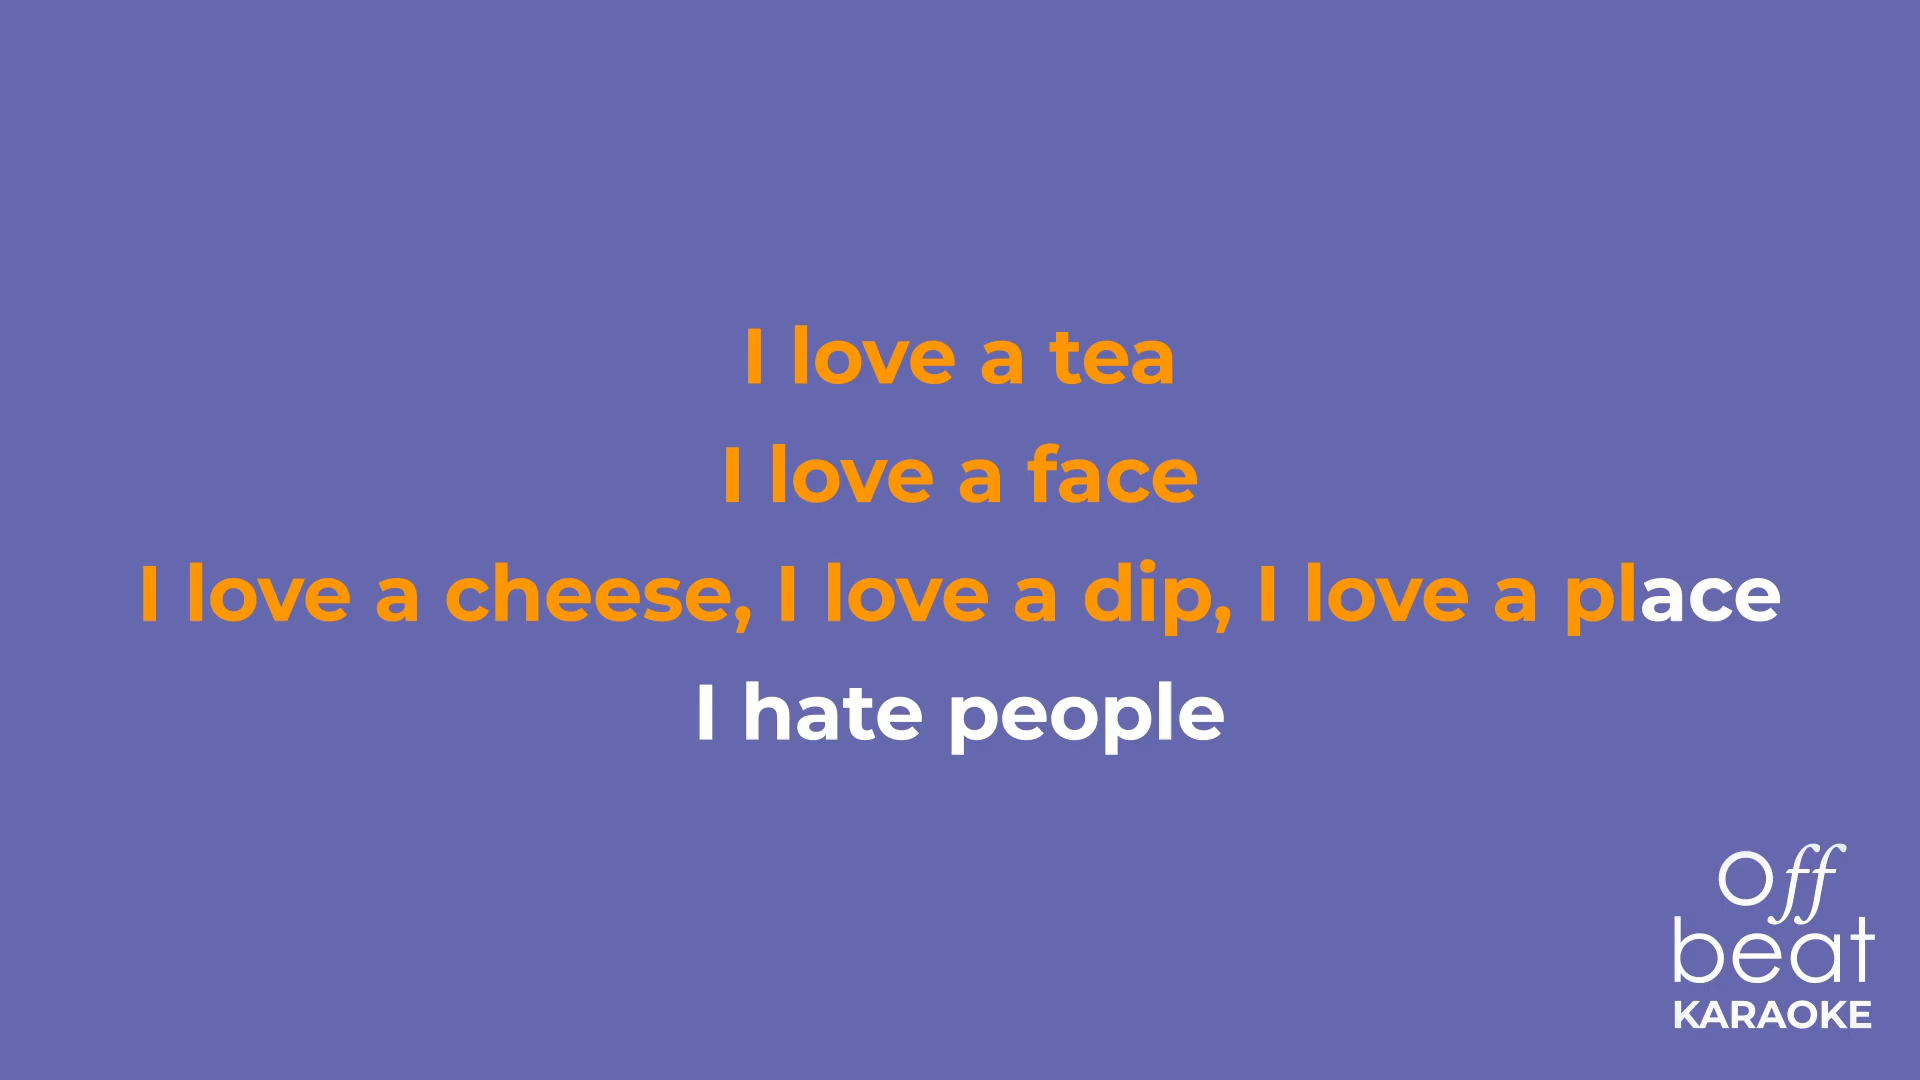 I love a tea
I love a face
I love a cheese, I love a dip, I love a place
I hate people
off
beat
KARAOKE